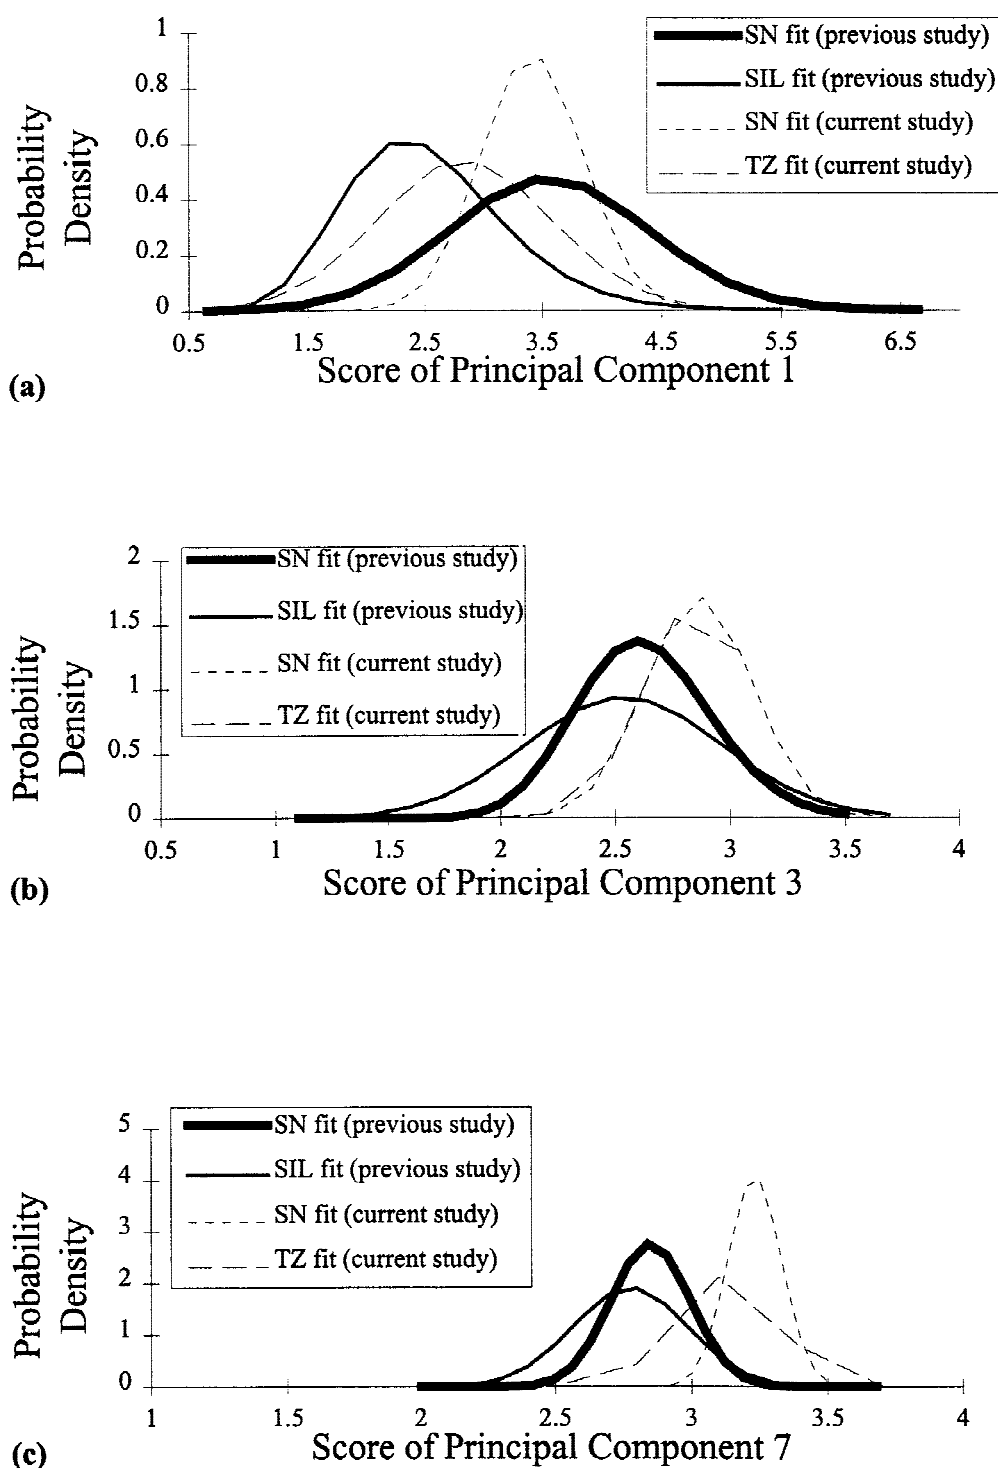 1
0.8
0.6
0.4
0.2
0
Probability
Density
SN fit (previous study)
SIL fit (previous study)
SN fit (current study)
TZ fit (current study)
0.5 1.5 2.5 3.5 4.5 5.5 6.5
Score of Principal Component 1
(a)
2
1.5
1
0.5
0
Probability
Density
SN fit (previous study)
SIL fit (previous study)
SN fit (current study)
TZ fit (current study)
0.5 1 1.5 2 2.5 3 3.5 4
Score of Principal Component 3
(b)
5
4
3
2
1
0
Probability
Density
SN fit (previous study)
SIL fit (previous study)
SN fit (current study)
TZ fit (current study)
1 1.5 2 2.5 3 3.5 4
Score of Principal Component 7
(c)